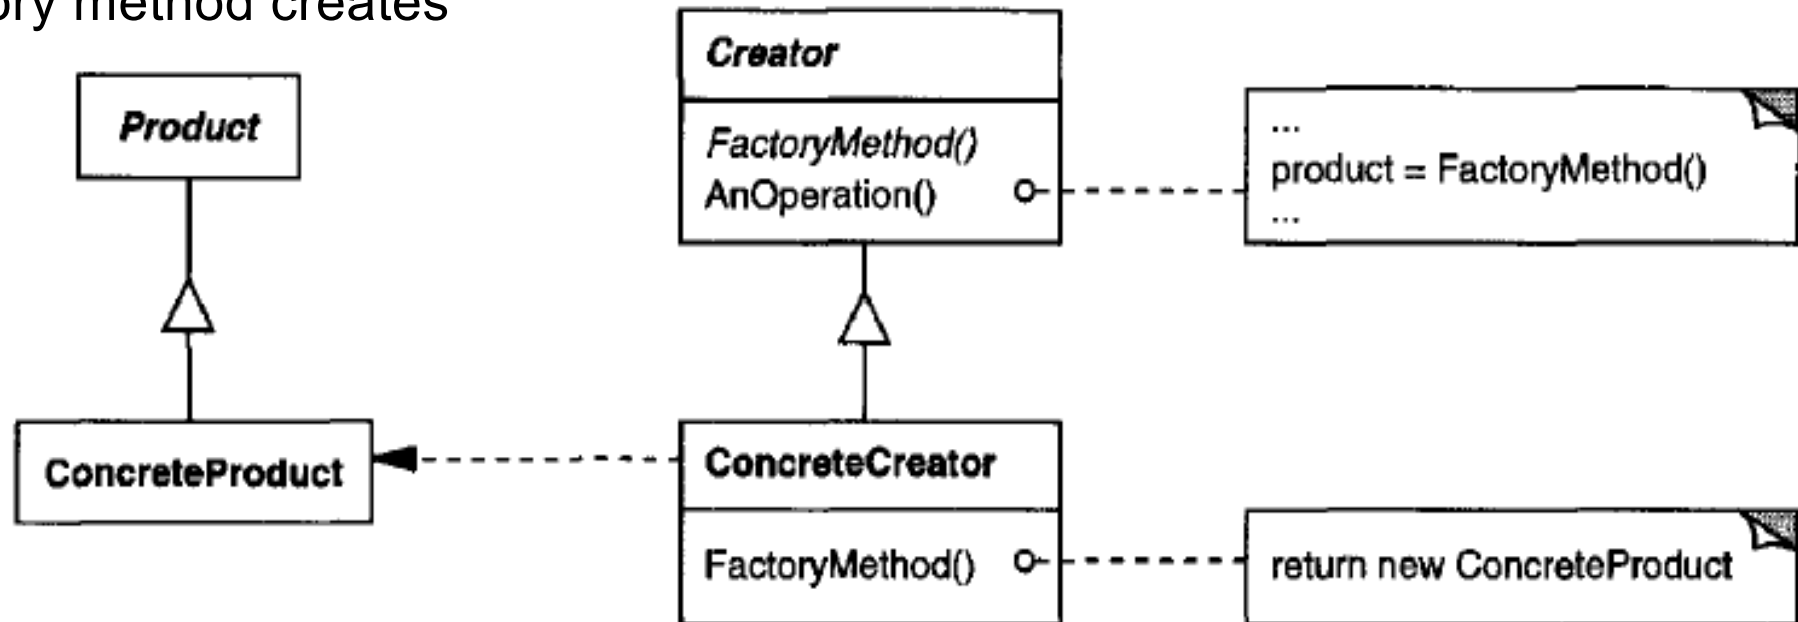 ory method creates
Creator
Product
FactoryMethod()
AnOperation()
...
product = FactoryMethod()
...
ConcreteProduct
ConcreteCreator
FactoryMethod()
return new ConcreteProduct